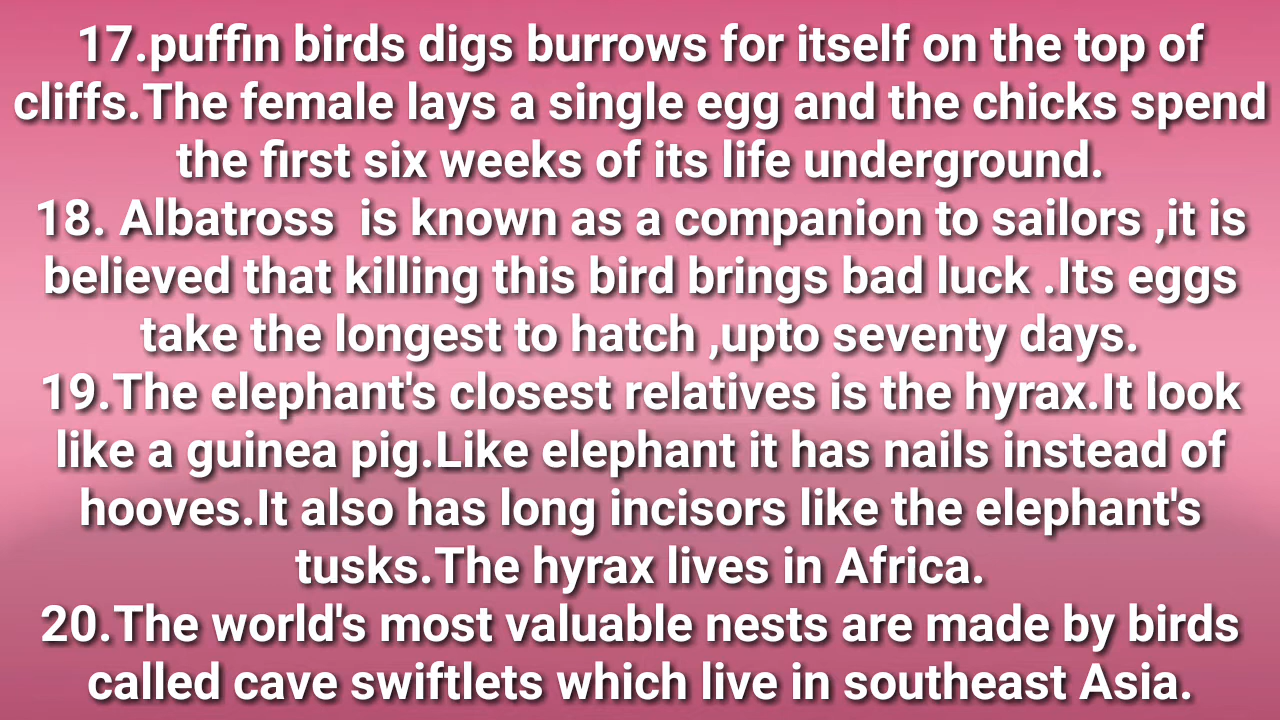 17.puffin birds digs burrows for itself on the top of
cliffs.The female lays a single egg and the chicks spend
the first six weeks of its life underground.
18. Albatross  is known as a companion to sailors ,it is
believed that killing this bird brings bad luck .Its eggs
take the longest to hatch ,upto seventy days.
19.The elephant's closest relatives is the hyrax.It look
like a guinea pig.Like elephant it has nails instead of
hooves.It also has long incisors like the elephant's
tusks.The hyrax lives in Africa.
20.The world's most valuable nests are made by birds
called cave swiftlets which live in southeast Asia.